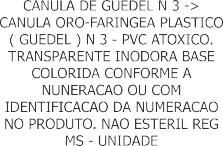 CANULA DE GUEDEL N 3 ->
CANULA ORO-FARINGEA PLASTICO
( GUEDEL ) N 3 - PVC ATOXICO.
TRANSPARENTE INODORA BASE
COLORIDA CONFORME A
NUNERACAO OU COM
IDENTIFICACAO DA NUMERACAO
NO PRODUTO. NAO ESTERIL REG
MS - UNIDADE